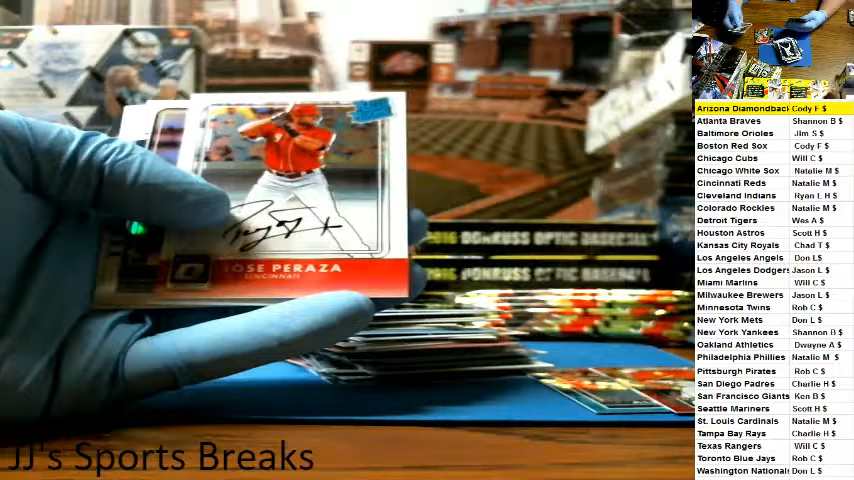 JOSE PERAZA
CINCINNATI
2016 DONRUSS OPTIC BASEBALL
2016 DONRUSS OPTIC BASEBALL
JJ's Sports Breaks
Arizona Diamondback Cody F $
Atlanta Braves Shannon B $
Baltimore Orioles Jim S $
Boston Red Sox Cody F $
Chicago Cubs Will C $
Chicago White Sox Natalie M $
Cincinnati Reds Natalie M $
Cleveland Indians Ryan L H $
Colorado Rockies Natalie M $
Detroit Tigers Wes A $
Houston Astros Scott H $
Kansas City Royals Chad T $
Los Angeles Angels Don L$
Los Angeles Dodgers Jason L $
Miami Marlins Will C $
Milwaukee Brewers Jason L $
Minnesota Twins Rob C $
New York Mets Don L $
New York Yankees Shannon B $
Oakland Athletics Dwayne A $
Philadelphia Phillies Natalie M $
Pittsburgh Pirates Rob C $
San Diego Padres Charlie H $
San Francisco Giants Ken B $
Seattle Mariners Scott H $
St. Louis Cardinals Natalie M $
Tampa Bay Rays Charlie H $
Texas Rangers Will C $
Toronto Blue Jays Rob C $
Washington Nationals Don L $